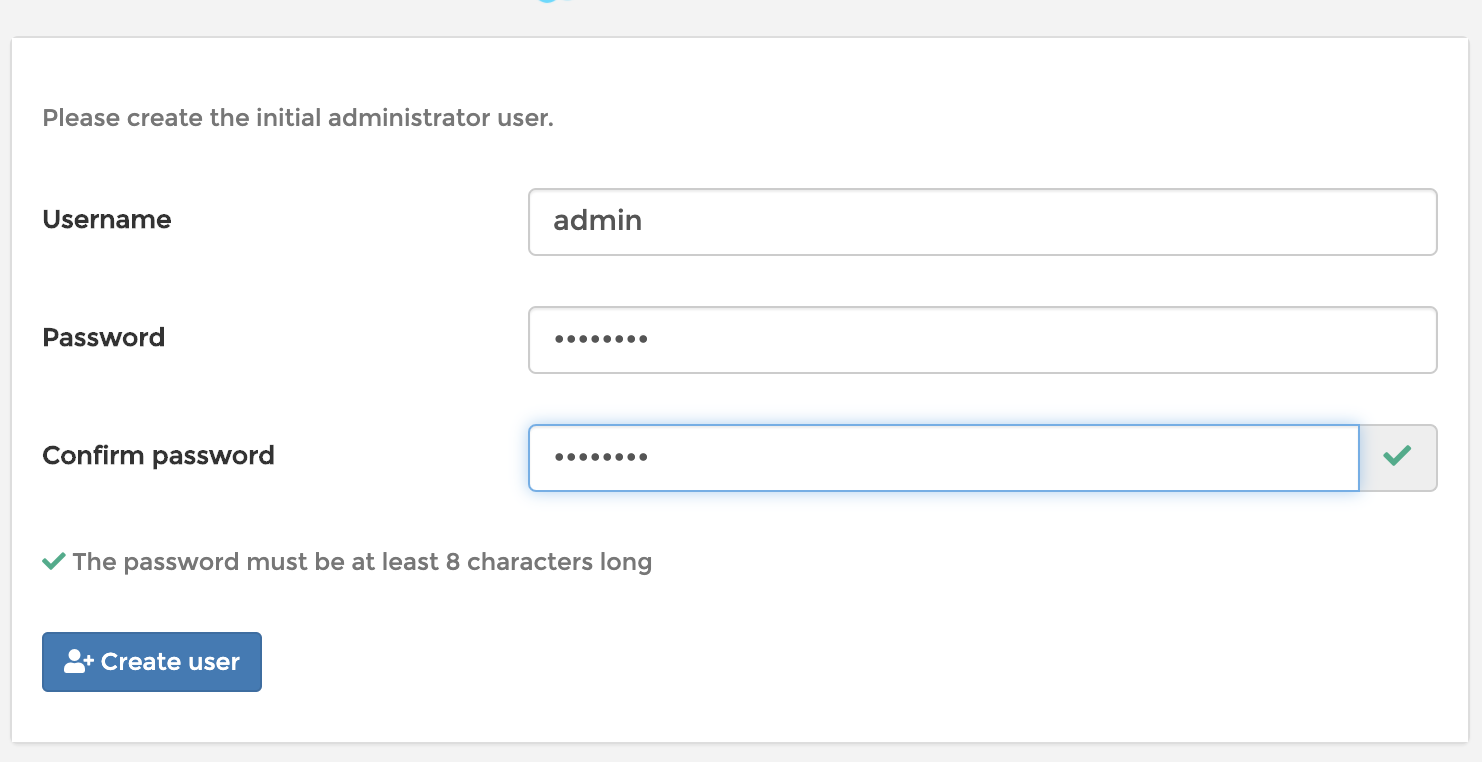 Please create the initial administrator user.
Username
admin
Password
••••••••
Confirm password
••••••••
The password must be at least 8 characters long
Create user